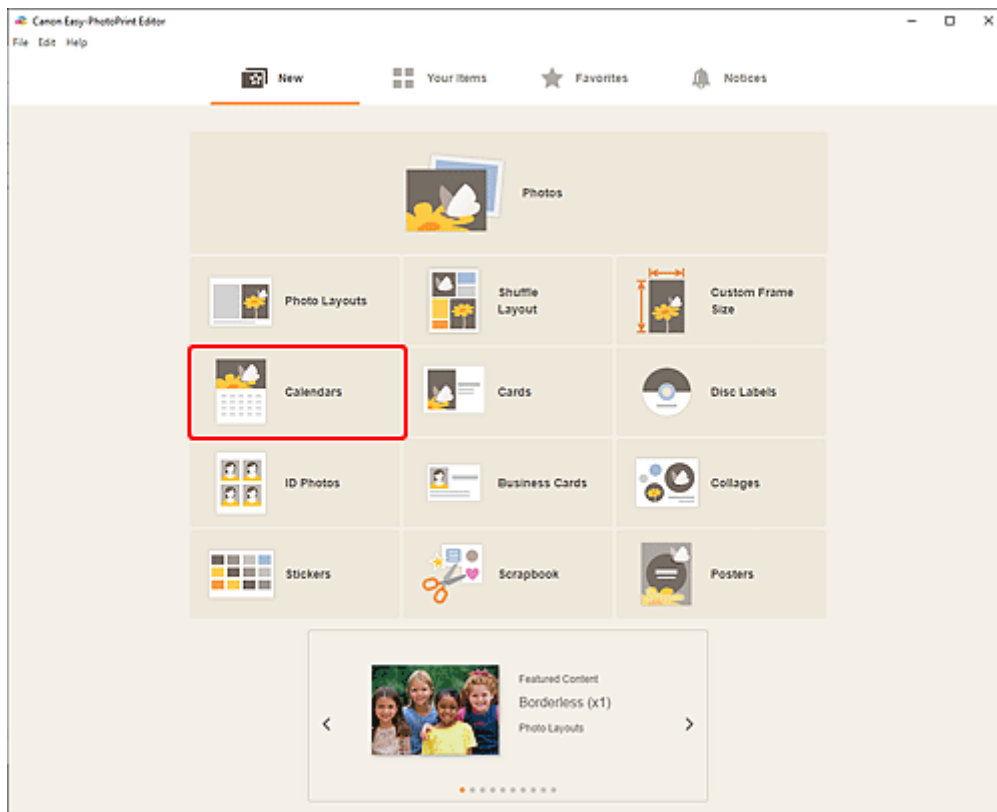 Canon Easy-PhotoPrint Editor
File Edit Help
New Your Items Favorites Notices
Photos
Photo Layouts
Shuffle
Layout
Custom Frame
Size
Calendars
Cards
Disc Labels
ID Photos
Business Cards
Collages
Stickers
Scrapbook
Posters
Featured Content
Borderless (x1)
Photo Layouts